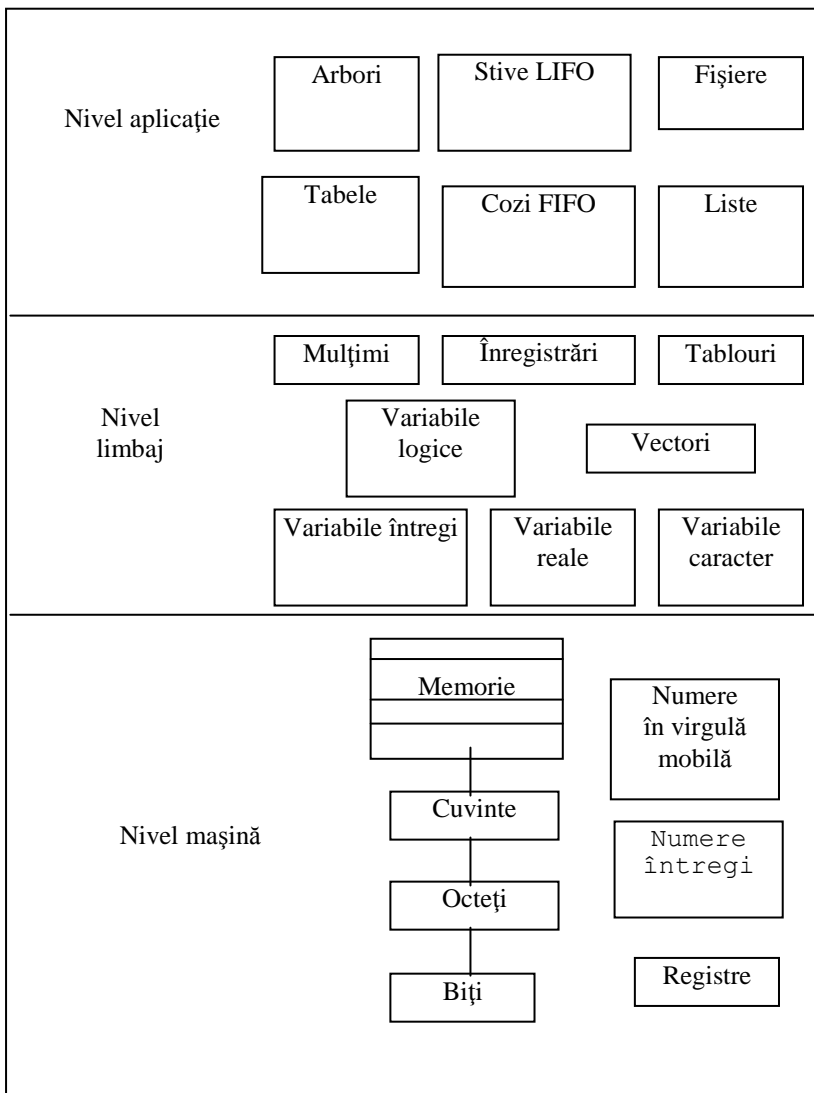 Arbori
Stive LIFO
Fişiere
Nivel aplicaţie
Tabele
Cozi FIFO
Liste
Mulţimi
Înregistrări
Tablouri
Nivel
limbaj
Variabile
logice
Vectori
Variabile întregi
Variabile
reale
Variabile
caracter
Memorie
Numere
în virgulă
mobilă
Cuvinte
Nivel maşină
Numere
întregi
Octeţi
Registre
Biţi